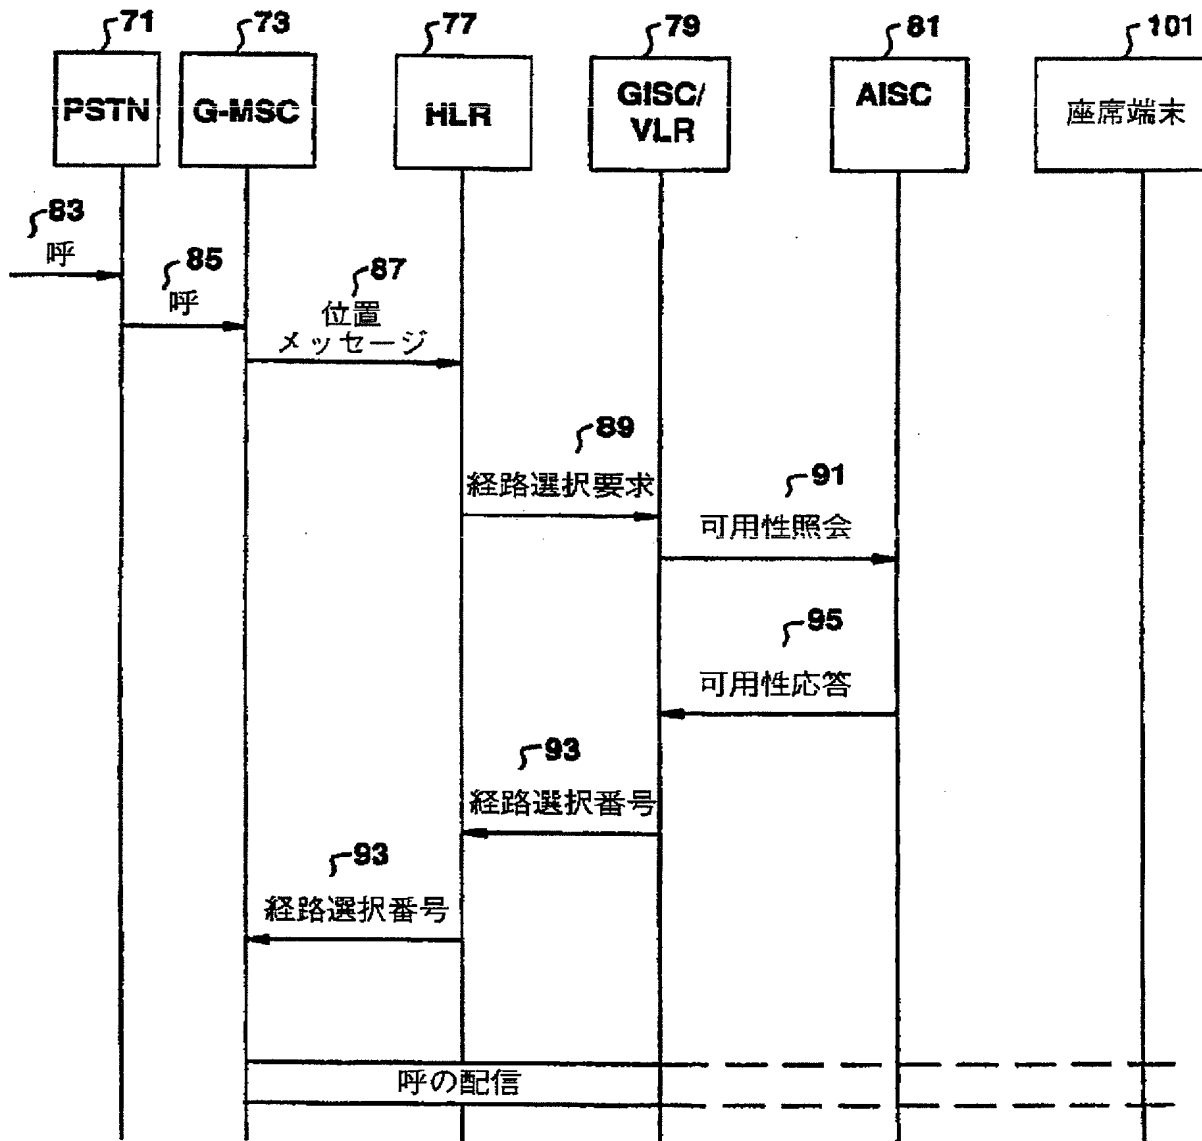 71
73
77
79
81
101
PSTN
G-MSC
HLR
GISC/
VLR
AISC
座席端末
83
呼
85
呼
87
位置
メッセージ
89
経路選択要求
91
可用性照会
95
可用性応答
93
経路選択番号
93
経路選択番号
呼の配信